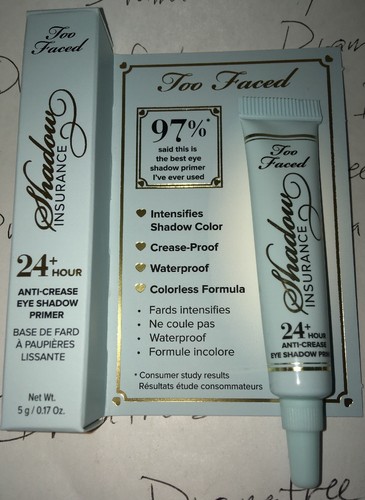 Too
Faced
Shadow
INSURANCE
24+ HOUR
ANTI-CREASE
EYE SHADOW
PRIMER
BASE DE FARD
À PAUPIÈRES
LISSANTE
Net Wt.
5 g / 0.17 Oz.
Too Faced
97%*
said this is
the best eye
shadow primer
I've ever used
Intensifies
Shadow Color
Crease-Proof
Waterproof
Colorless Formula
• Fards intensifies
• Ne coule pas
• Waterproof
• Formule incolore
* Consumer study results
Résultats étude consommateurs
Too
Faced
Shadow
INSURANCE
24+ HOUR
ANTI-CREASE
EYE SHADOW PRIM